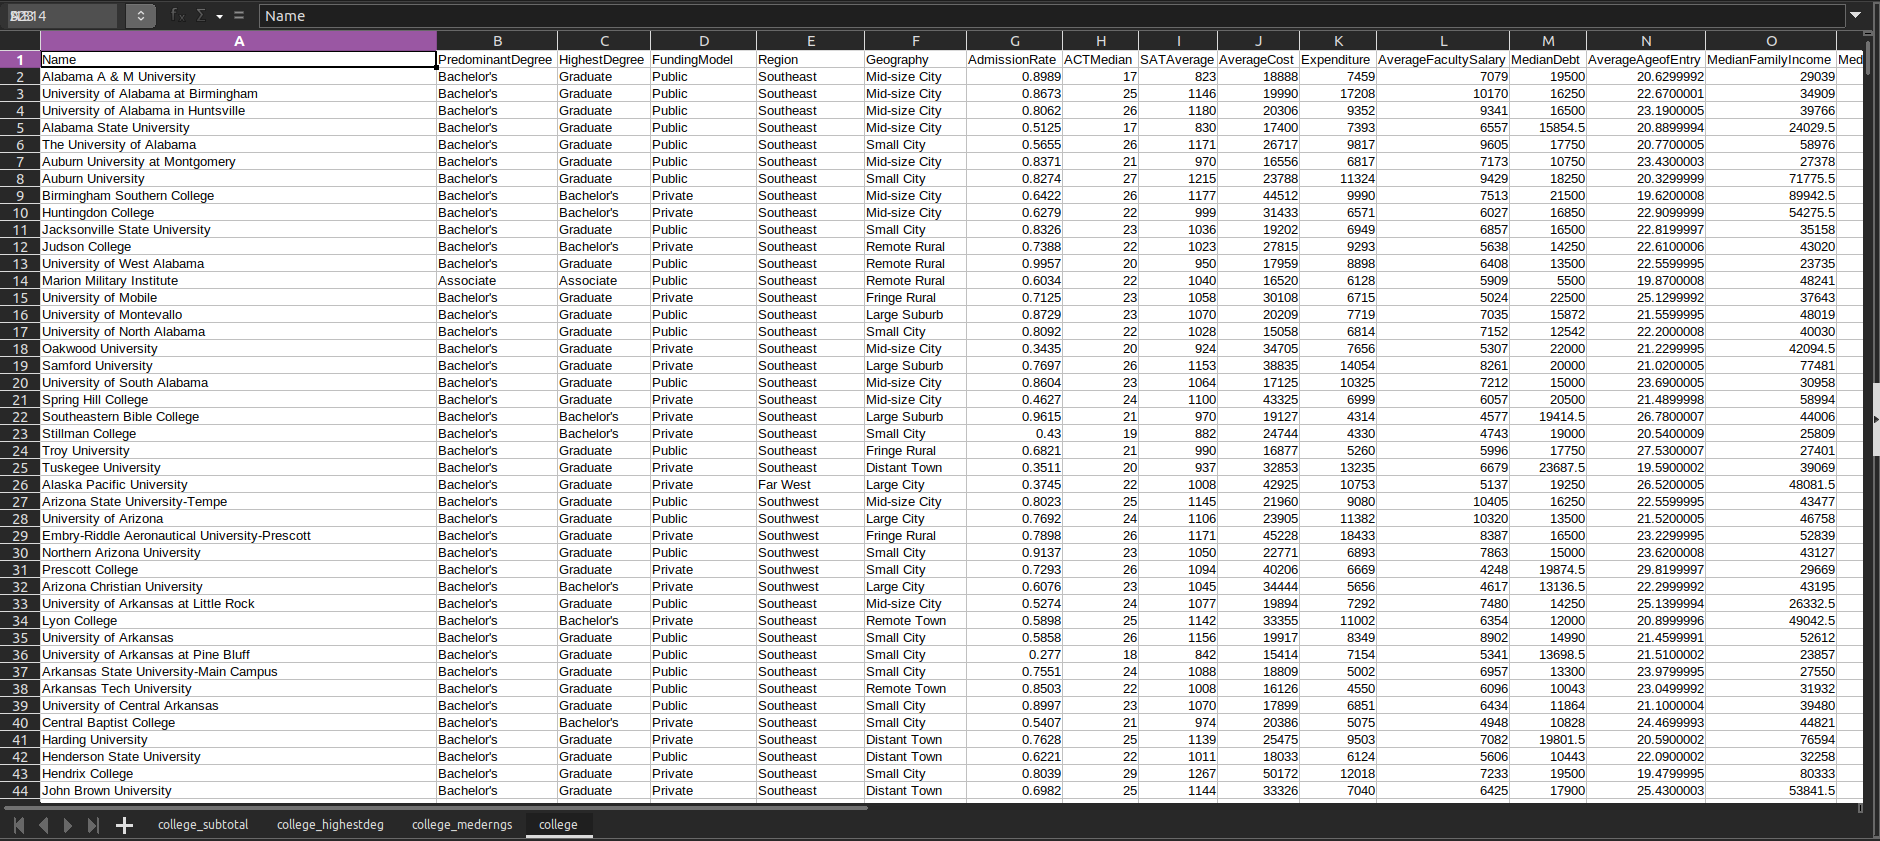 Name
A B C D E F G H I J K L M N O
1 Name PredominantDegree HighestDegree FundingModel Region Geography AdmissionRate ACTMedian SATAverage AverageCost Expenditure AverageFacultySalary MedianDebt AverageAgeofEntry MedianFamilyIncome Med
2 Alabama A & M University Bachelor's Graduate Public Southeast Mid-size City 0.8989 17 823 18888 7459 7079 19500 20.6299992 29039
3 University of Alabama at Birmingham Bachelor's Graduate Public Southeast Mid-size City 0.8673 25 1146 19990 17208 10170 16250 22.6700001 34909
4 University of Alabama in Huntsville Bachelor's Graduate Public Southeast Mid-size City 0.8062 26 1180 20306 9352 9341 16500 23.1900005 39766
5 Alabama State University Bachelor's Graduate Public Southeast Mid-size City 0.5125 17 830 17400 7393 6557 15854.5 20.8899994 24029.5
6 The University of Alabama Bachelor's Graduate Public Southeast Small City 0.5655 26 1171 26717 9817 9605 17750 20.7700005 58976
7 Auburn University at Montgomery Bachelor's Graduate Public Southeast Mid-size City 0.8371 21 970 16556 6817 7173 10750 23.4300003 27378
8 Auburn University Bachelor's Graduate Public Southeast Small City 0.8274 27 1215 23788 11324 9429 18250 20.3299999 71775.5
9 Birmingham Southern College Bachelor's Bachelor's Private Southeast Mid-size City 0.6422 26 1177 44512 9990 7513 21500 19.6200008 89942.5
10 Huntingdon College Bachelor's Bachelor's Private Southeast Mid-size City 0.6279 22 999 31433 6571 6027 16850 22.9099999 54275.5
11 Jacksonville State University Bachelor's Graduate Public Southeast Small City 0.8326 23 1036 19202 6949 6857 16500 22.8199997 35158
12 Judson College Bachelor's Bachelor's Private Southeast Remote Rural 0.7388 22 1023 27815 9293 5638 14250 22.6100006 43020
13 University of West Alabama Bachelor's Graduate Public Southeast Remote Rural 0.9957 20 950 17959 8898 6408 13500 22.5599995 23735
14 Marion Military Institute Associate Associate Public Southeast Remote Rural 0.6034 22 1040 16520 6128 5909 5500 19.8700008 48241
15 University of Mobile Bachelor's Graduate Private Southeast Fringe Rural 0.7125 23 1058 30108 6715 5024 22500 25.1299992 37643
16 University of Montevallo Bachelor's Graduate Public Southeast Large Suburb 0.8729 23 1070 20209 7719 7035 15872 21.5599995 48019
17 University of North Alabama Bachelor's Graduate Public Southeast Small City 0.8092 22 1028 15058 6814 7152 12542 22.2000008 40030
18 Oakwood University Bachelor's Graduate Private Southeast Mid-size City 0.3435 20 924 34705 7656 5307 22000 21.2299995 42094.5
19 Samford University Bachelor's Graduate Private Southeast Large Suburb 0.7697 26 1153 38835 14054 8261 20000 21.0200005 77481
20 University of South Alabama Bachelor's Graduate Public Southeast Mid-size City 0.8604 23 1064 17125 10325 7212 15000 23.6900005 30958
21 Spring Hill College Bachelor's Graduate Private Southeast Mid-size City 0.4627 24 1100 43325 6999 6057 20500 21.4899998 58994
22 Southeastern Bible College Bachelor's Bachelor's Private Southeast Large Suburb 0.9615 21 970 19127 4314 4577 19414.5 26.7800007 44006
23 Stillman College Bachelor's Bachelor's Private Southeast Small City 0.43 19 882 24744 4330 4743 19000 20.5400009 25809
24 Troy University Bachelor's Graduate Public Southeast Fringe Rural 0.6821 21 990 16877 5260 5996 17750 27.5300007 27401
25 Tuskegee University Bachelor's Graduate Private Southeast Distant Town 0.3511 20 937 32853 13235 6679 23687.5 19.5900002 39069
26 Alaska Pacific University Bachelor's Graduate Private Far West Large City 0.3745 22 1008 42925 10753 5137 19250 26.5200005 48081.5
27 Arizona State University-Tempe Bachelor's Graduate Public Southwest Mid-size City 0.8023 25 1145 21960 9080 10405 16250 22.5599995 43477
28 University of Arizona Bachelor's Graduate Public Southwest Large City 0.7692 24 1106 23905 11382 10320 13500 21.5200005 46758
29 Embry-Riddle Aeronautical University-Prescott Bachelor's Graduate Private Southwest Fringe Rural 0.7898 26 1171 45228 18433 8387 16500 23.2299995 52839
30 Northern Arizona University Bachelor's Graduate Public Southwest Small City 0.9137 23 1050 22771 6893 7863 15000 23.6200008 43127
31 Prescott College Bachelor's Graduate Private Southwest Small City 0.7293 26 1094 40206 6669 4248 19874.5 29.8199997 29669
32 Arizona Christian University Bachelor's Bachelor's Private Southwest Large City 0.6076 23 1045 34444 5656 4617 13136.5 22.2999992 43195
33 University of Arkansas at Little Rock Bachelor's Graduate Public Southeast Mid-size City 0.5274 24 1077 19894 7292 7480 14250 25.1399994 26332.5
34 Lyon College Bachelor's Bachelor's Private Southeast Remote Town 0.5898 25 1142 33355 11002 6354 12000 20.8999996 49042.5
35 University of Arkansas Bachelor's Graduate Public Southeast Small City 0.5858 26 1156 19917 8349 8902 14990 21.4599991 52612
36 University of Arkansas at Pine Bluff Bachelor's Graduate Public Southeast Small City 0.277 18 842 15414 7154 5341 13698.5 21.5100002 23857
37 Arkansas State University-Main Campus Bachelor's Graduate Public Southeast Small City 0.7551 24 1088 18809 5002 6957 13300 23.9799995 27550
38 Arkansas Tech University Bachelor's Graduate Public Southeast Remote Town 0.8503 22 1008 16126 4550 6096 10043 23.0499992 31932
39 University of Central Arkansas Bachelor's Graduate Public Southeast Small City 0.8997 23 1070 17899 6851 6434 11864 21.1000004 39480
40 Central Baptist College Bachelor's Bachelor's Private Southeast Small City 0.5407 21 974 20386 5075 4948 10828 24.4699993 44821
41 Harding University Bachelor's Graduate Private Southeast Distant Town 0.7628 25 1139 25475 9503 7082 19801.5 20.5900002 76594
42 Henderson State University Bachelor's Graduate Public Southeast Distant Town 0.6221 22 1011 18033 6124 5606 10443 22.0900002 32258
43 Hendrix College Bachelor's Graduate Private Southeast Small City 0.8039 29 1267 50172 12018 7233 19500 19.4799995 80333
44 John Brown University Bachelor's Graduate Private Southeast Distant Town 0.6982 25 1144 33326 7040 6425 17900 25.4300003 53841.5
college_subtotal college_highestdeg college_mederngs college